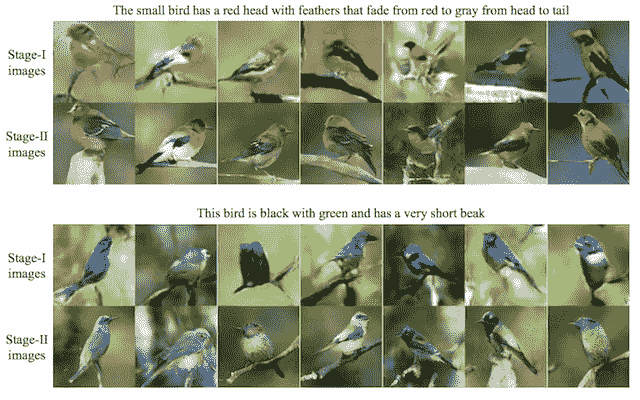 The small bird has a red head with feathers that fade from red to gray from head to tail
Stage-I
images
Stage-II
images
This bird is black with green and has a very short beak
Stage-I
images
Stage-II
images